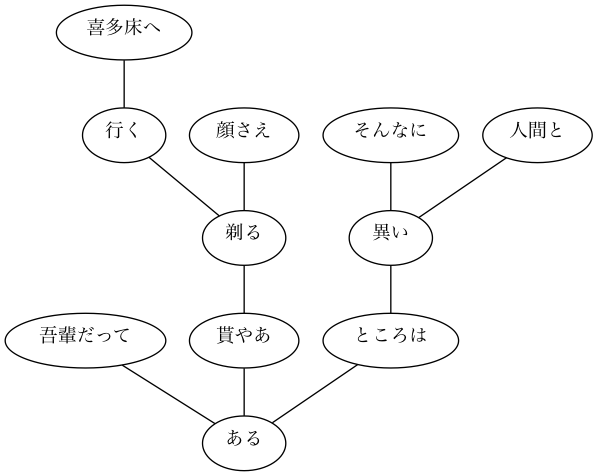 喜多床へ
行く
顔さえ
そんなに
人間と
剃る
異い
吾輩だって
貰やあ
ところは
ある